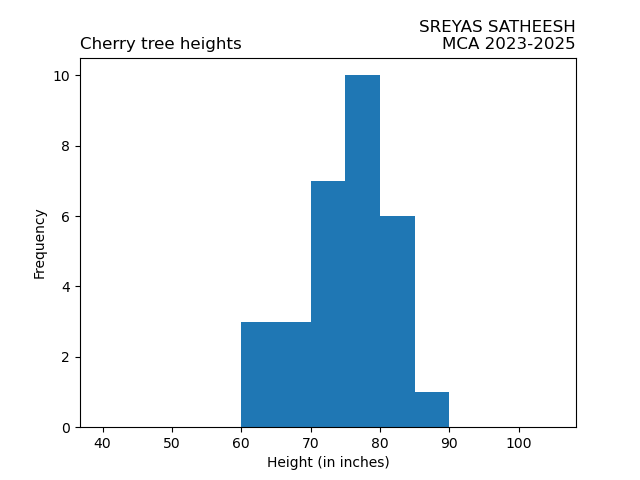 SREYAS SATHEESH
Cherry tree heights
MCA 2023-2025
10
8
6
4
2
0
Frequency
40 50 60 70 80 90 100
Height (in inches)